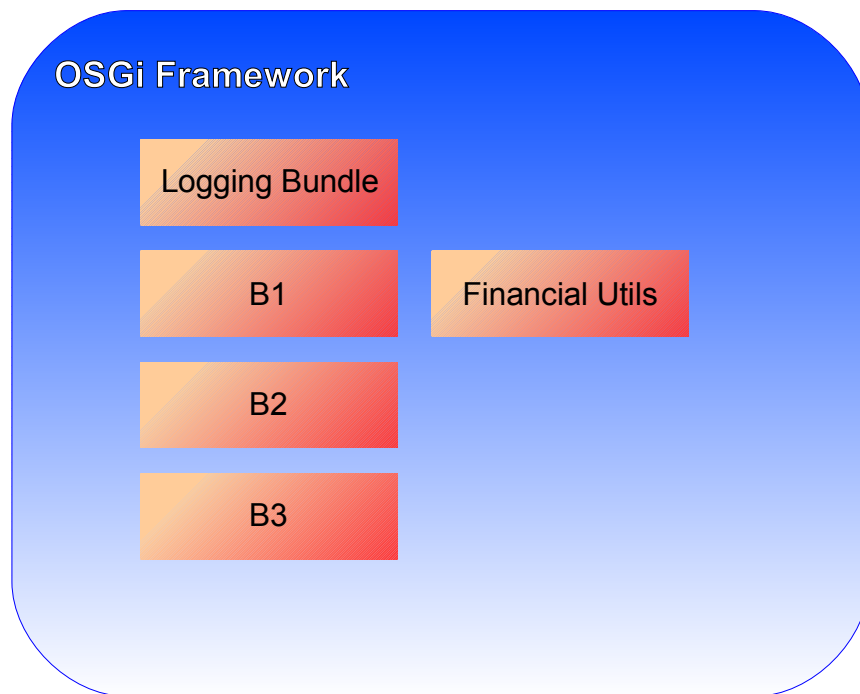 OSGi Framework
Logging Bundle
B1
Financial Utils
B2
B3